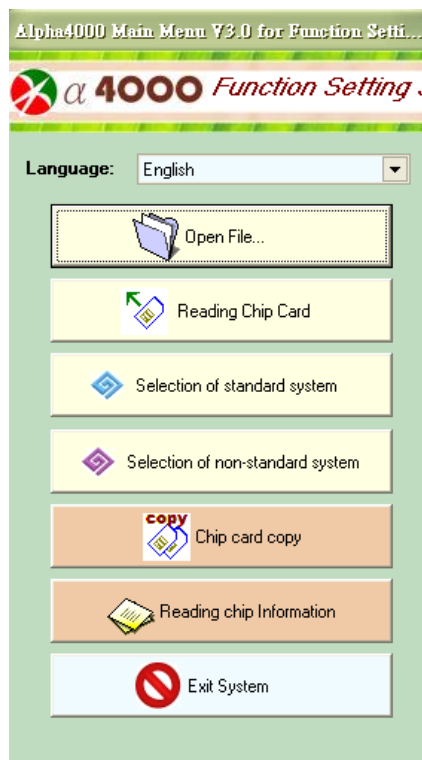 Alpha4000 Main Menu V3.0 for Function Setti...
α 4000 Function Setting
Language: English
Open File...
Reading Chip Card
Selection of standard system
Selection of non-standard system
copy
Chip card copy
Reading chip Information
Exit System